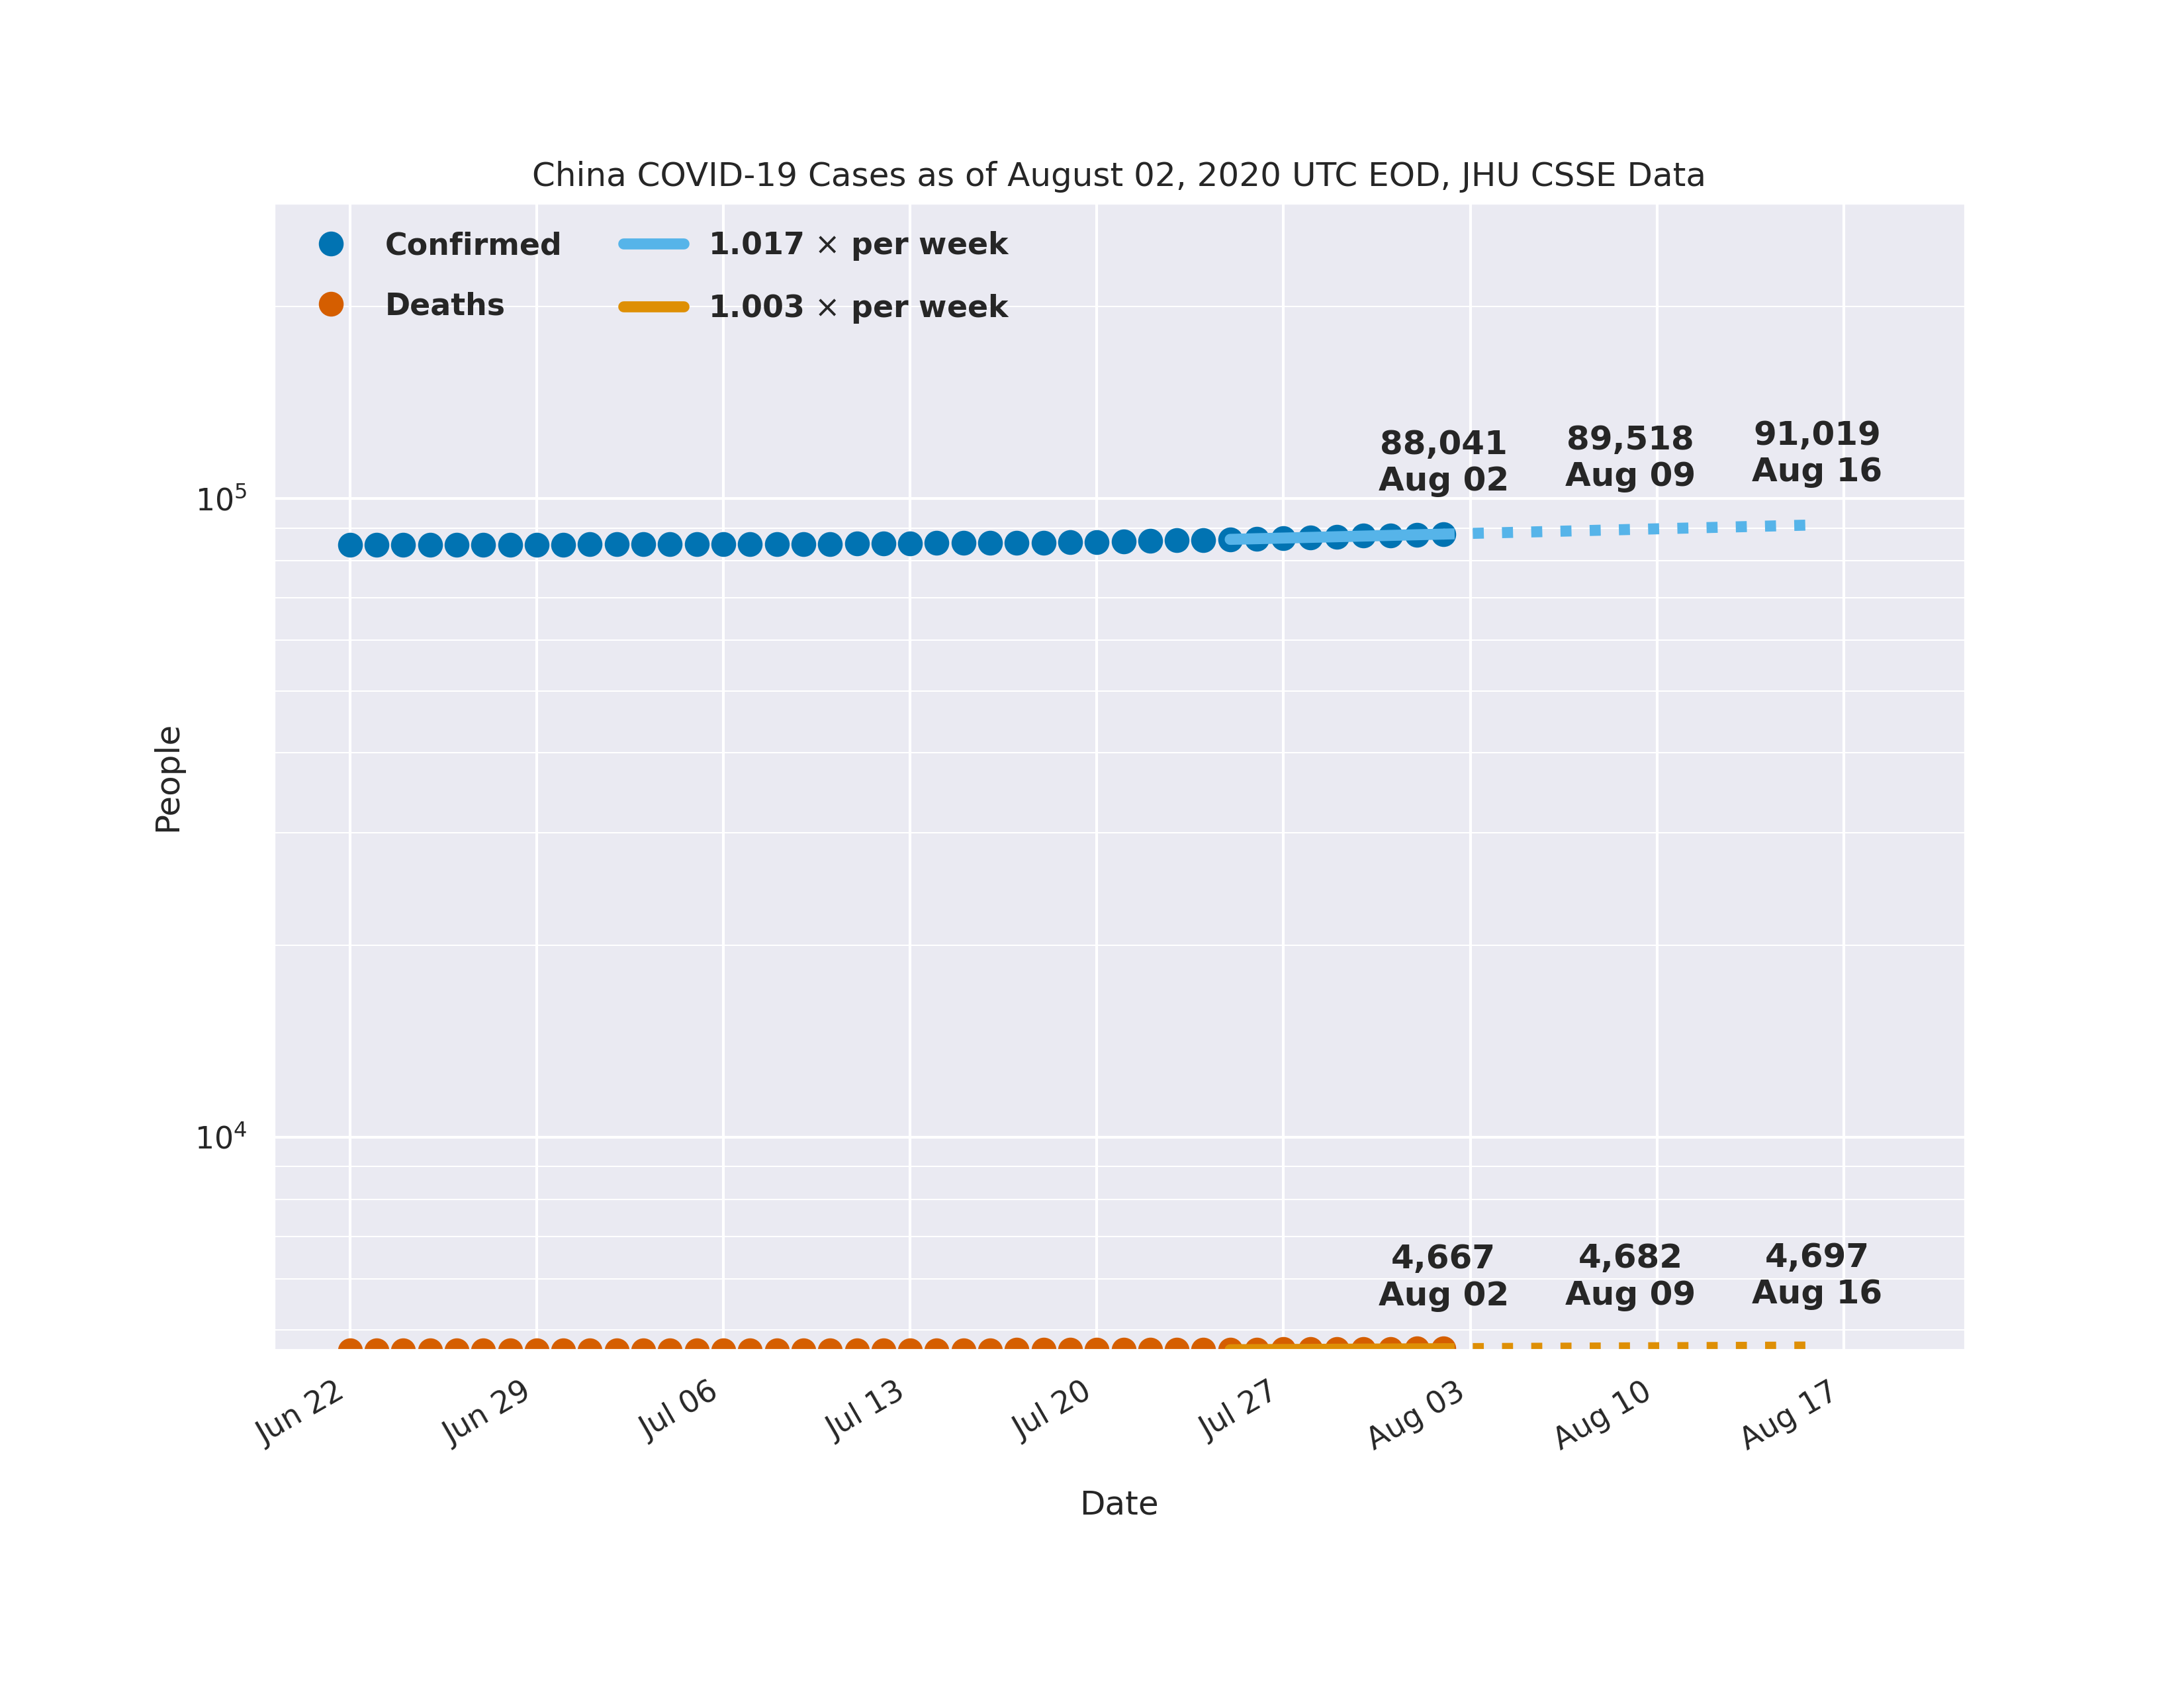 China COVID-19 Cases as of August 02, 2020 UTC EOD, JHU CSSE Data
Confirmed
Deaths
1.017 × per week
1.003 × per week
88,041
Aug 02
89,518
Aug 09
91,019
Aug 16
10⁵
People
10⁴
4,667
Aug 02
4,682
Aug 09
4,697
Aug 16
Jun 22
Jun 29
Jul 06
Jul 13
Jul 20
Jul 27
Aug 03
Aug 10
Aug 17
Date